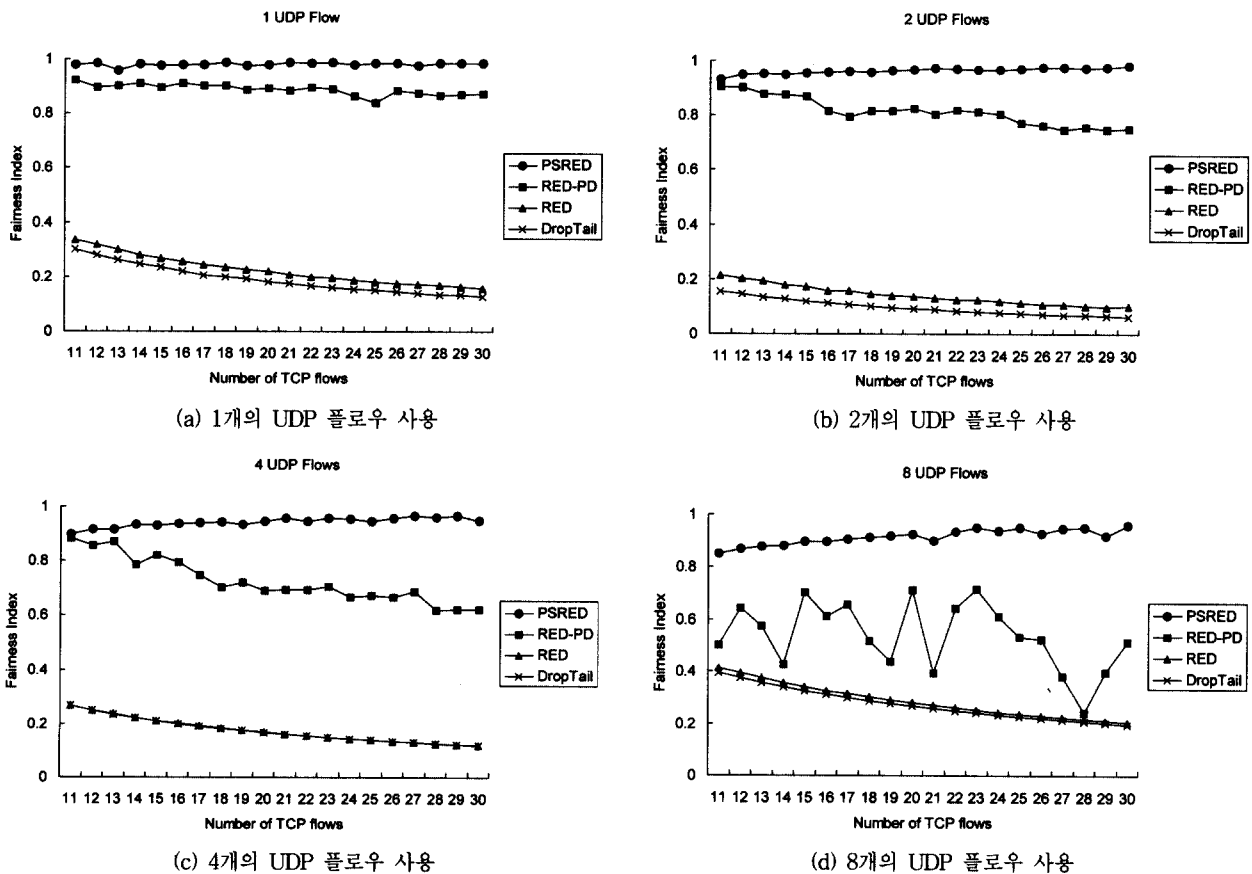 1 UDP Flow
1
0.8
0.6
0.4
0.2
0
Fairness Index
11 12 13 14 15 16 17 18 19 20 21 22 23 24 25 26 27 28 29 30
Number of TCP flows
PSRED
RED-PD
RED
DropTail
(a) 1개의 UDP 플로우 사용
2 UDP Flows
1
0.8
0.6
0.4
0.2
0
Fairness Index
11 12 13 14 15 16 17 18 19 20 21 22 23 24 25 26 27 28 29 30
Number of TCP flows
PSRED
RED-PD
RED
DropTail
(b) 2개의 UDP 플로우 사용
4 UDP Flows
1
0.8
0.6
0.4
0.2
0
Fairness Index
11 12 13 14 15 16 17 18 19 20 21 22 23 24 25 26 27 28 29 30
Number of TCP flows
PSRED
RED-PD
RED
DropTail
(c) 4개의 UDP 플로우 사용
8 UDP Flows
1
0.8
0.6
0.4
0.2
0
Fairness Index
11 12 13 14 15 16 17 18 19 20 21 22 23 24 25 26 27 28 29 30
Number of TCP flows
PSRED
RED-PD
RED
DropTail
(d) 8개의 UDP 플로우 사용